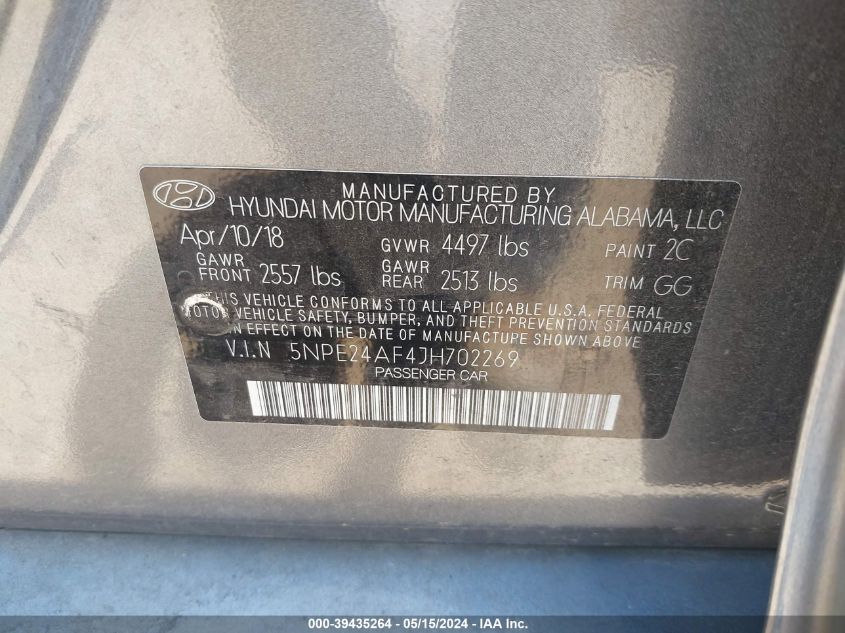 MANUFACTURED BY
HYUNDAI MOTOR MANUFACTURING ALABAMA, LLC
Apr/10/18 GVWR 4497 lbs PAINT 2C
GAWR FRONT 2557 lbs GAWR REAR 2513 lbs TRIM GG
THIS VEHICLE CONFORMS TO ALL APPLICABLE U.S.A. FEDERAL
MOTOR VEHICLE SAFETY, BUMPER, AND THEFT PREVENTION STANDARDS
IN EFFECT ON THE DATE OF MANUFACTURE SHOWN ABOVE
V.I.N 5NPE24AF4JH702269
PASSENGER CAR
000-39435264 - 05/15/2024 - IAAI.COM